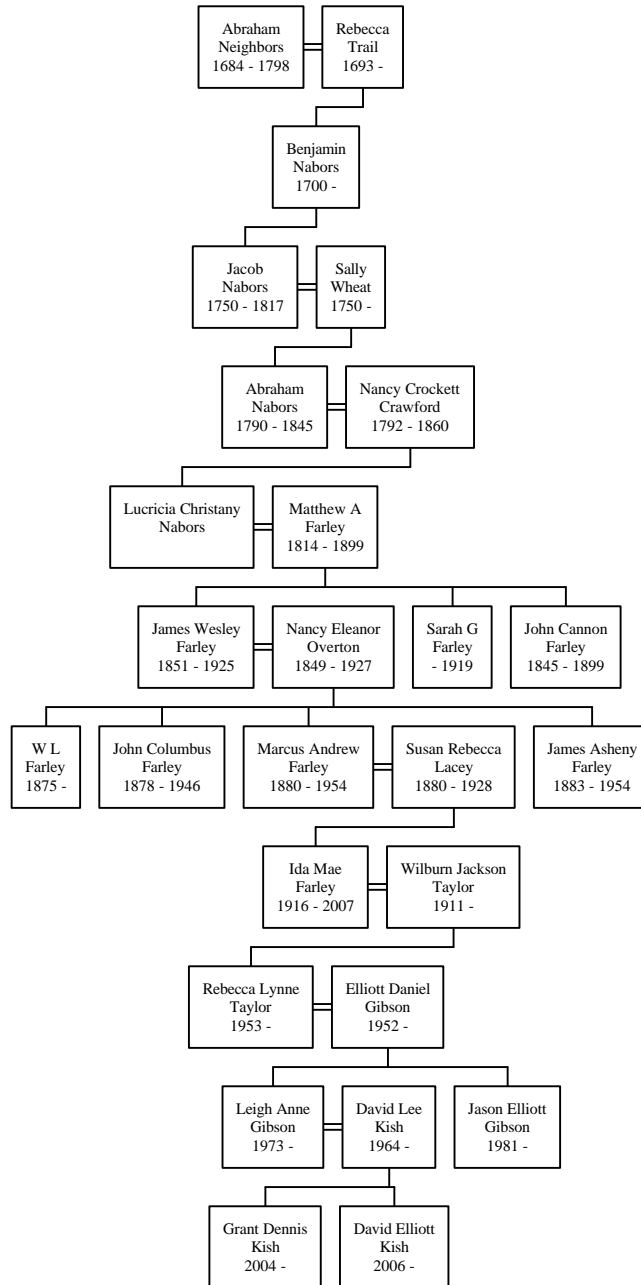 Abraham
Neighbors
1684 - 1798
Rebecca
Trail
1693 -
Benjamin
Nabors
1700 -
Jacob
Nabors
1750 - 1817
Sally
Wheat
1750 -
Abraham
Nabors
1790 - 1845
Nancy Crockett
Crawford
1792 - 1860
Lucricia Christany
Nabors
Matthew A
Farley
1814 - 1899
James Wesley
Farley
1851 - 1925
Nancy Eleanor
Overton
1849 - 1927
Sarah G
Farley
- 1919
John Cannon
Farley
1845 - 1899
W L
Farley
1875 -
John Columbus
Farley
1878 - 1946
Marcus Andrew
Farley
1880 - 1954
Susan Rebecca
Lacey
1880 - 1928
James Asheny
Farley
1883 - 1954
Ida Mae
Farley
1916 - 2007
Wilburn Jackson
Taylor
1911 -
Rebecca Lynne
Taylor
1953 -
Elliott Daniel
Gibson
1952 -
Leigh Anne
Gibson
1973 -
David Lee
Kish
1964 -
Jason Elliott
Gibson
1981 -
Grant Dennis
Kish
2004 -
David Elliott
Kish
2006 -